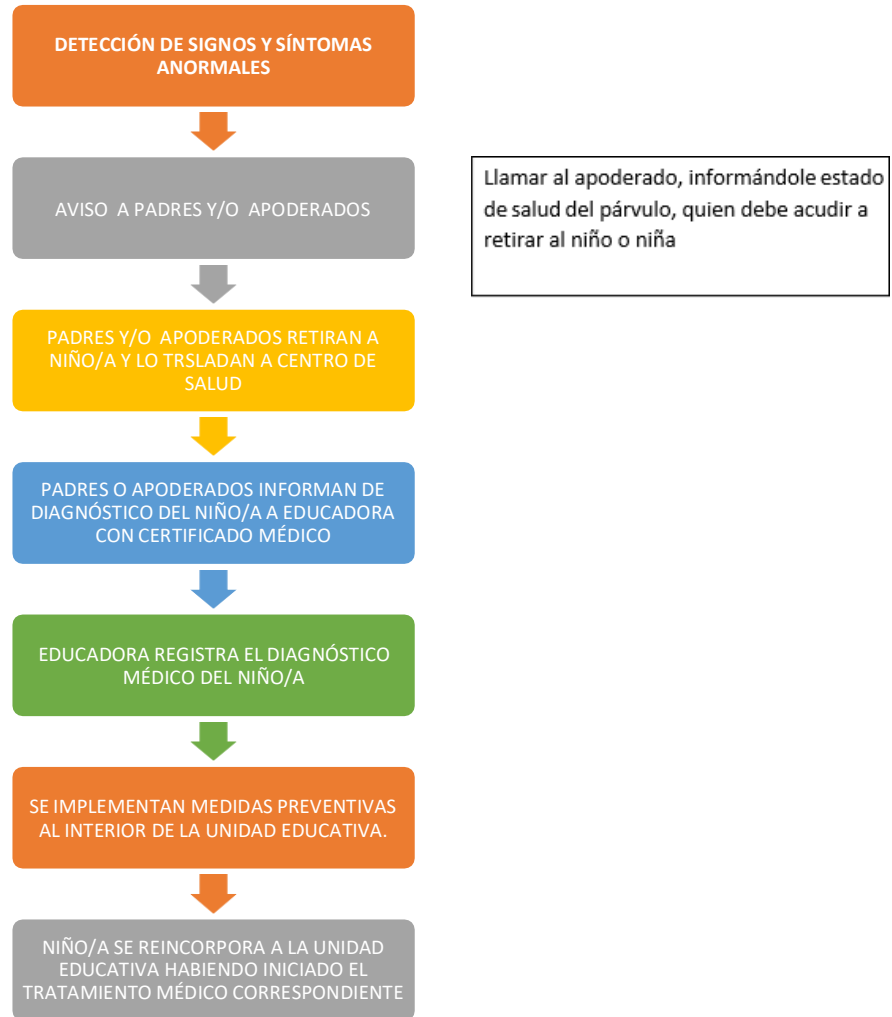 DETECCIÓN DE SIGNOS Y SÍNTOMAS
ANORMALES
AVISO A PADRES Y/O APODERADOS
Llamar al apoderado, informándole estado
de salud del párvulo, quien debe acudir a
retirar al niño o niña
PADRES Y/O APODERADOS RETIRAN A
NIÑO/A Y LO TRSLADAN A CENTRO DE
SALUD
PADRES O APODERADOS INFORMAN DE
DIAGNÓSTICO DEL NIÑO/A A EDUCADORA
CON CERTIFICADO MÉDICO
EDUCADORA REGISTRA EL DIAGNÓSTICO
MÉDICO DEL NIÑO/A
SE IMPLEMENTAN MEDIDAS PREVENTIVAS
AL INTERIOR DE LA UNIDAD EDUCATIVA.
NIÑO/A SE REINCORPORA A LA UNIDAD
EDUCATIVA HABIENDO INICIADO EL
TRATAMIENTO MÉDICO CORRESPONDIENTE